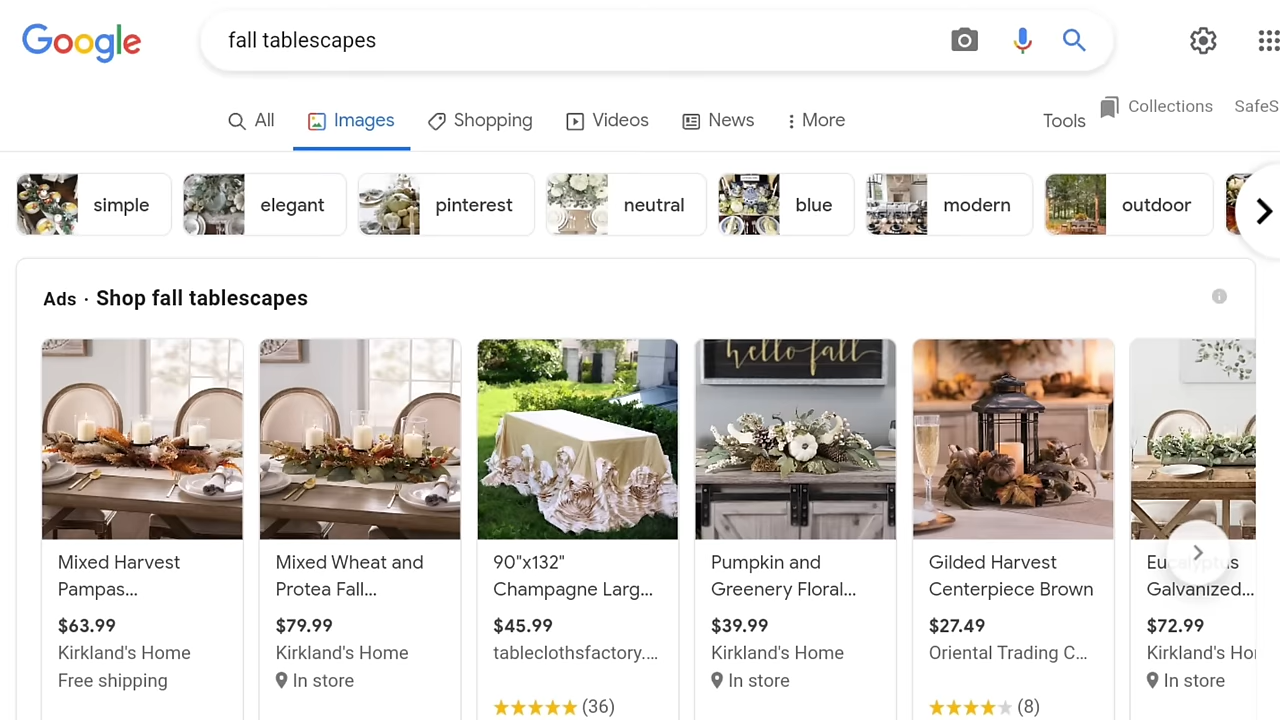 Google
fall tablescapes
All
Images
Shopping
Videos
News
More
Tools
Collections
SafeS
simple
elegant
pinterest
neutral
blue
modern
outdoor
Ads · Shop fall tablescapes
hello fall
Mixed Harvest
Pampas...
$63.99
Kirkland's Home
Free shipping
Mixed Wheat and
Protea Fall...
$79.99
Kirkland's Home
In store
90"x132"
Champagne Larg...
$45.99
tableclothsfactory....
(36)
Pumpkin and
Greenery Floral...
$39.99
Kirkland's Home
In store
Gilded Harvest
Centerpiece Brown
$27.49
Oriental Trading C...
(8)
Eucalyptus
Galvanized...
$72.99
Kirkland's Ho
In store